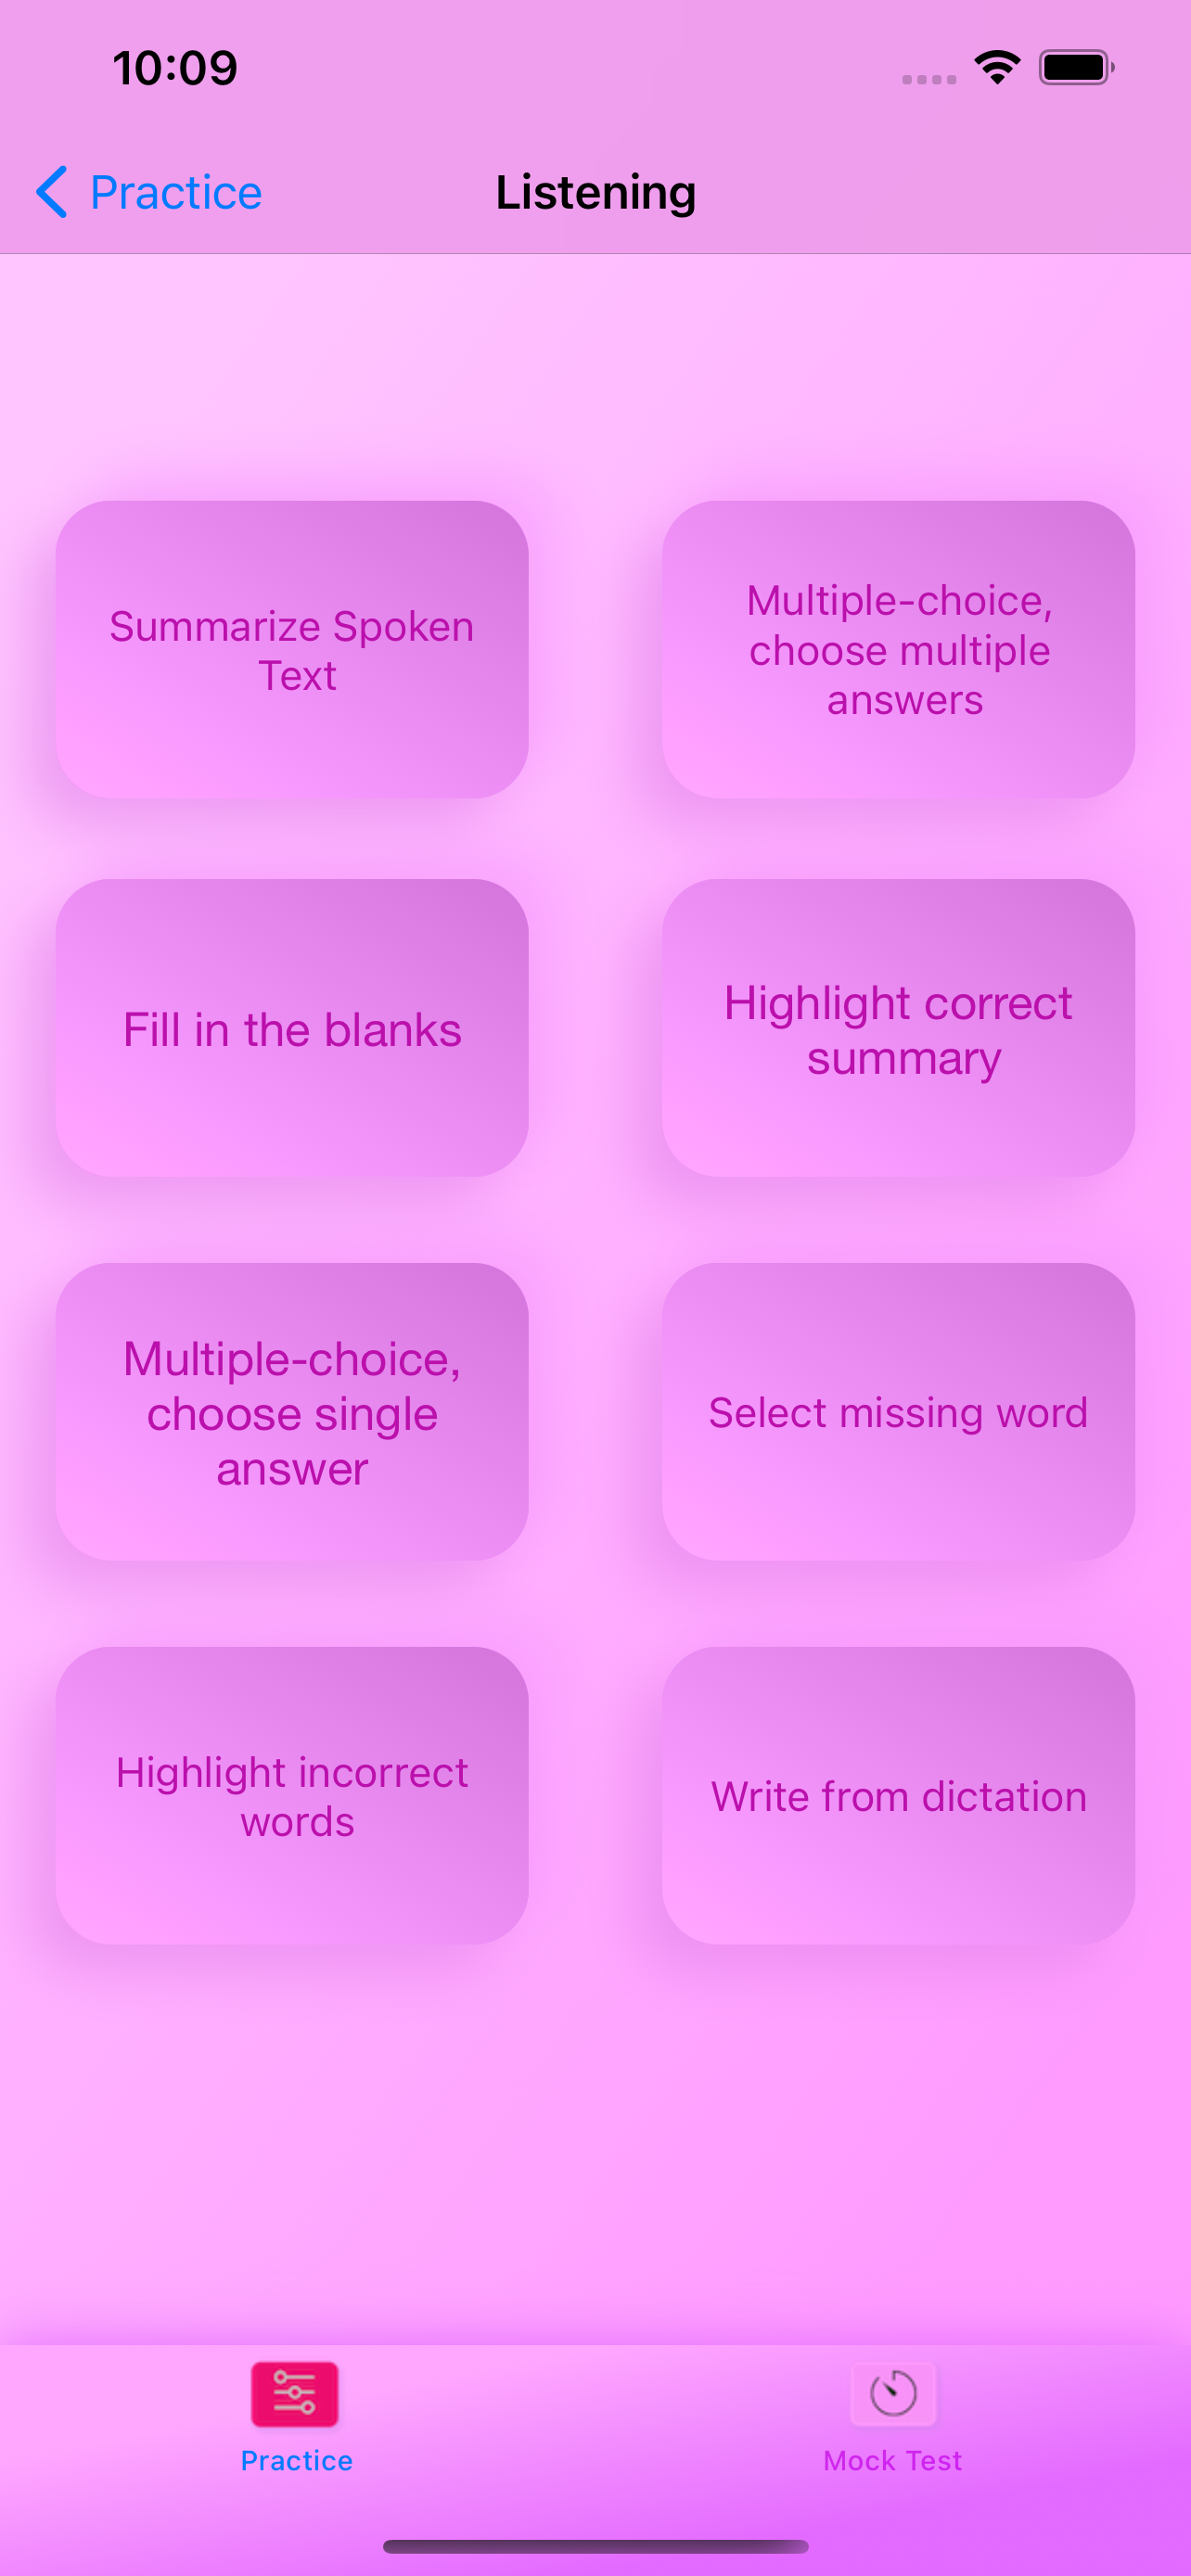 10:09
Practice
Listening
Summarize Spoken
Text
Multiple-choice,
choose multiple
answers
Fill in the blanks
Highlight correct
summary
Multiple-choice,
choose single
answer
Select missing word
Highlight incorrect
words
Write from dictation
Practice
Mock Test